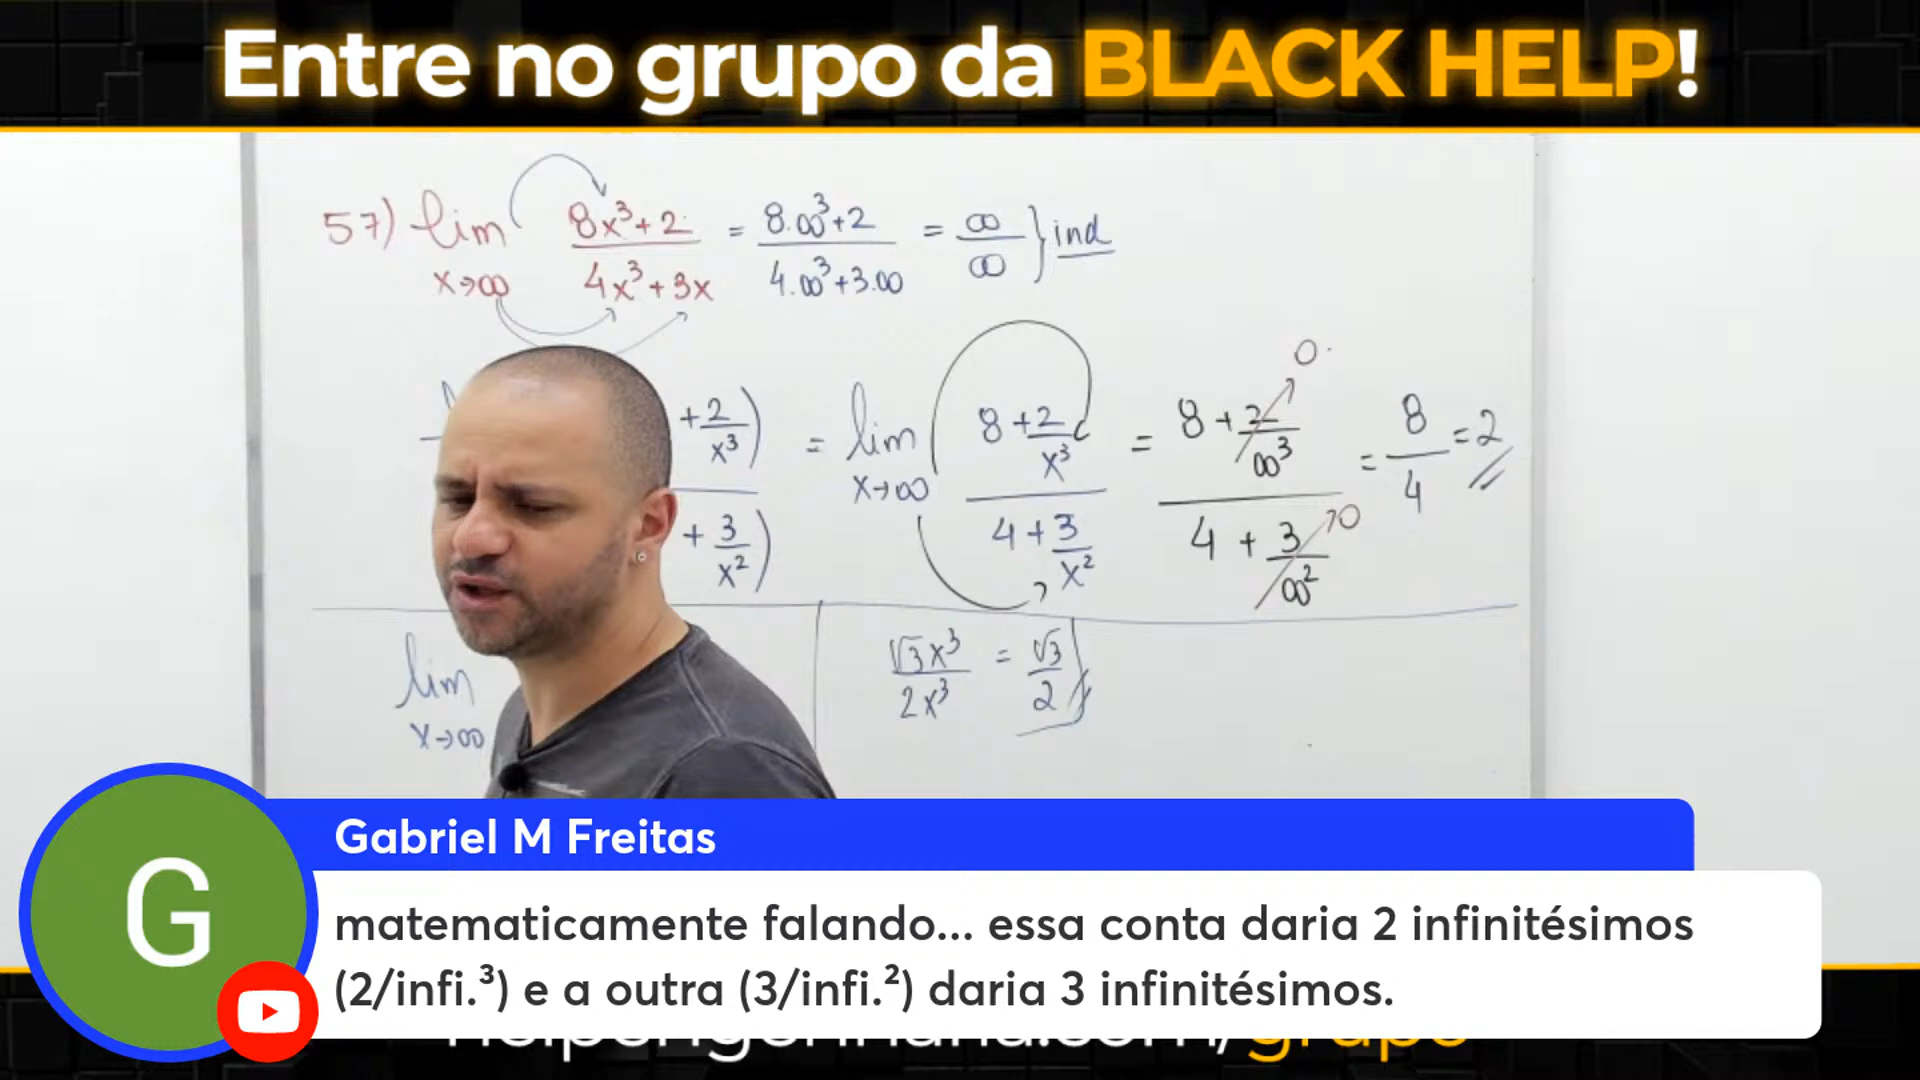 Entre no grupo da BLACK HELP!
57) lim x→∞ 8x³+2 / 4x³+3x = 8.∞³+2 / 4.∞³+3.∞ = ∞/∞ } ind
+ 2/x³ ) / + 3/x² ) = lim x→∞ 8+2/x³ / 4+3/x² = 8+2/∞³ → 0 / 4+3/∞² → 0 = 8/4 = 2
lim x→∞
√3x³ / 2x³ = √3 / 2
G
Gabriel M Freitas
matematicamente falando... essa conta daria 2 infinitésimos
(2/infi.³) e a outra (3/infi.²) daria 3 infinitésimos.